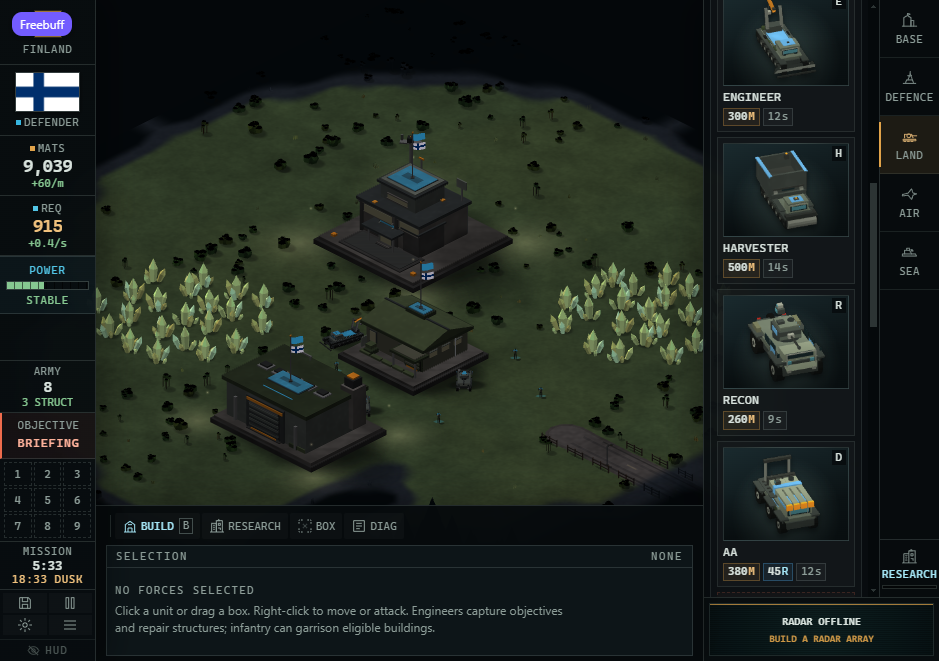 Freebuff
FINLAND
DEFENDER
MATS
9,039
+60/m
REQ
915
+0.4/s
POWER
STABLE
ARMY
8
3 STRUCT
OBJECTIVE
BRIEFING
1 2 3
4 5 6
7 8 9
MISSION
5:33
18:33 DUSK
HUD
BUILD B RESEARCH BOX DIAG
SELECTION NONE
NO FORCES SELECTED
Click a unit or drag a box. Right-click to move or attack. Engineers capture objectives
and repair structures; infantry can garrison eligible buildings.
E
ENGINEER
300M 12s
H
HARVESTER
500M 14s
R
RECON
260M 9s
D
AA
380M 45R 12s
BASE
DEFENCE
LAND
AIR
SEA
RESEARCH
RADAR OFFLINE
BUILD A RADAR ARRAY